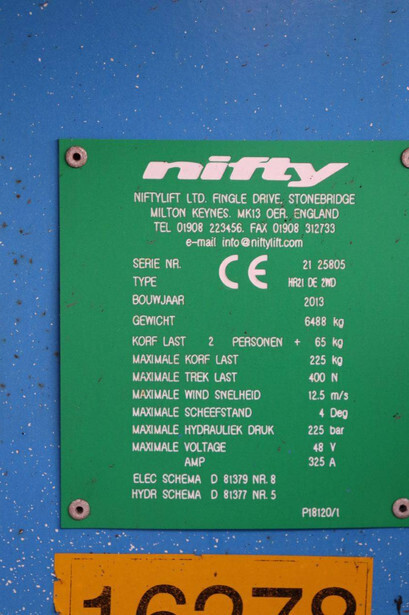 nifty
NIFTYLIFT LTD. FINGLE DRIVE, STONEBRIDGE
MILTON KEYNES. MK13 OER, ENGLAND
TEL 01908 223456. FAX 01908 312733
e-mail info@niftylift.com
SERIE NR. CE 21 25805
TYPE HR21 DE 2WD
BOUWJAAR 2013
GEWICHT 6488 kg
KORF LAST 2 PERSONEN + 65 kg
MAXIMALE KORF LAST 225 kg
MAXIMALE TREK LAST 400 N
MAXIMALE WIND SNELHEID 12.5 m/s
MAXIMALE SCHEEFSTAND 4 Deg
MAXIMALE HYDRAULIEK DRUK 225 bar
MAXIMALE VOLTAGE 48 V
AMP 325 A
ELEC SCHEMA D 81379 NR. 8
HYDR SCHEMA D 81377 NR. 5
P18120/1